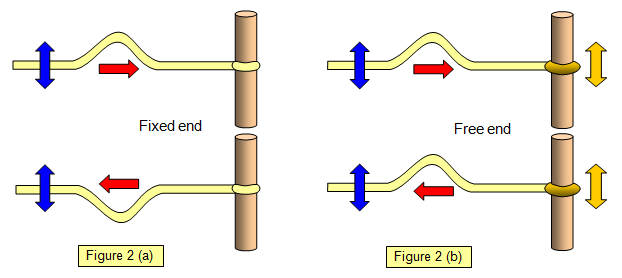 Fixed end
Free end
Figure 2 (a)
Figure 2 (b)